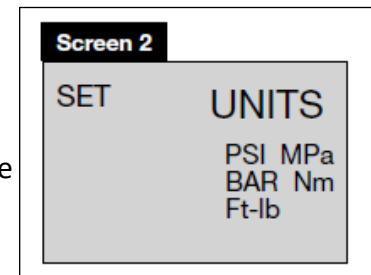 Screen 2
SET UNITS
PSI MPa
BAR Nm
Ft-lb
e